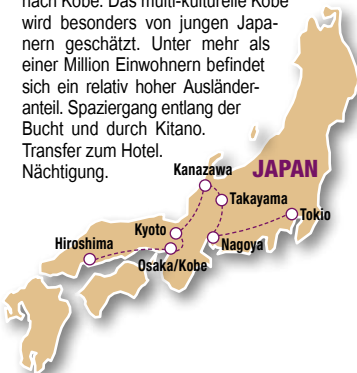 nach Kobe. Das multi-kulturelle Kobe
wird besonders von jungen Japa-
nern geschätzt. Unter mehr als
einer Million Einwohnern befindet
sich ein relativ hoher Ausländer-
anteil. Spaziergang entlang der
Bucht und durch Kitano.
Transfer zum Hotel.
Nächtigung.
Kanazawa
JAPAN
Takayama
Tokio
Kyoto
Nagoya
Hiroshima
Osaka/Kobe